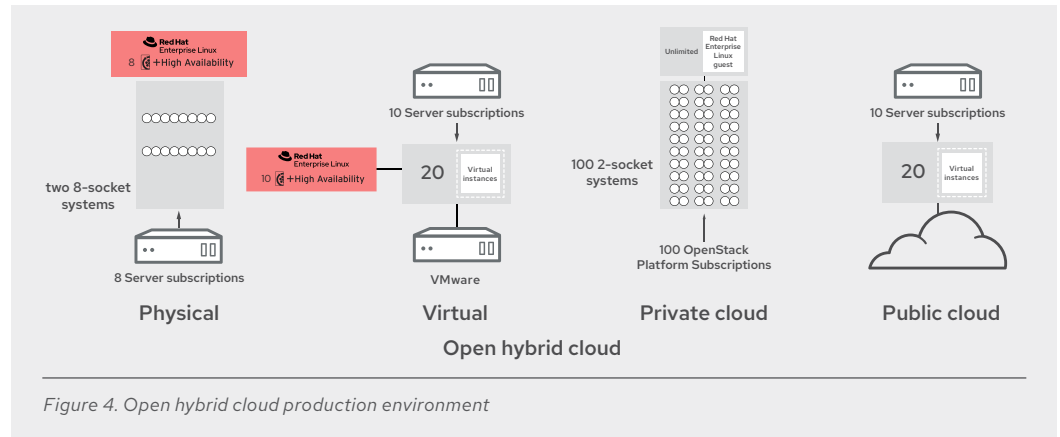 Red Hat
Enterprise Linux
8 +High Availability
two 8-socket
systems
8 Server subscriptions
Physical
10 Server subscriptions
Red Hat
Enterprise Linux
10 +High Availability
20
Virtual
instances
VMware
Virtual
Unlimited
Red Hat
Enterprise
Linux
guest
100 2-socket
systems
100 OpenStack
Platform Subscriptions
Private cloud
10 Server subscriptions
20
Virtual
instances
Public cloud
Open hybrid cloud
Figure 4. Open hybrid cloud production environment